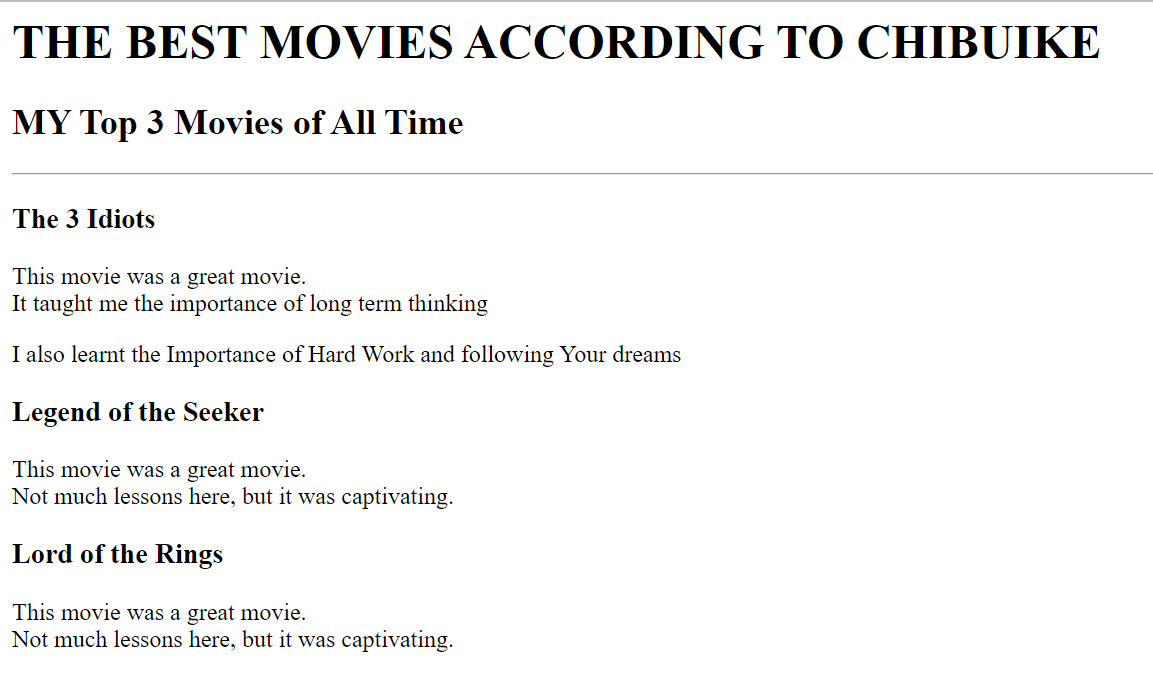 THE BEST MOVIES ACCORDING TO CHIBUIKE
MY Top 3 Movies of All Time
The 3 Idiots
This movie was a great movie.
It taught me the importance of long term thinking
I also learnt the Importance of Hard Work and following Your dreams
Legend of the Seeker
This movie was a great movie.
Not much lessons here, but it was captivating.
Lord of the Rings
This movie was a great movie.
Not much lessons here, but it was captivating.